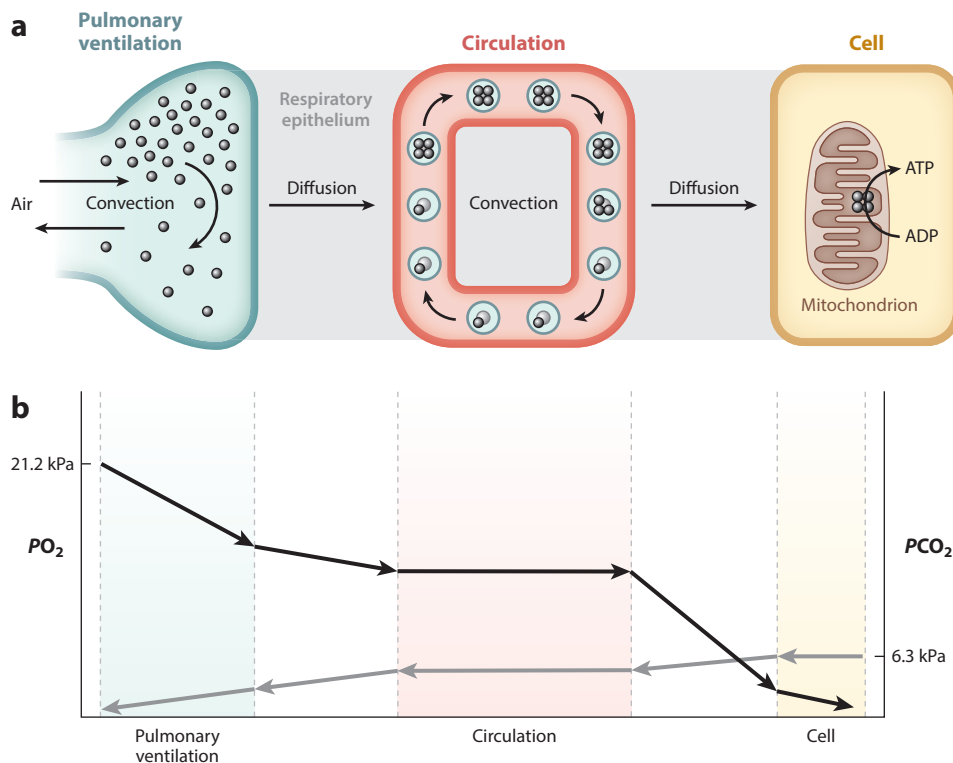 a
Pulmonary
ventilation
Circulation
Cell
Respiratory
epithelium
Air
Convection
Diffusion
Convection
Diffusion
ATP
ADP
Mitochondrion
b
21.2 kPa
PO₂
PCO₂
6.3 kPa
Pulmonary
ventilation
Circulation
Cell